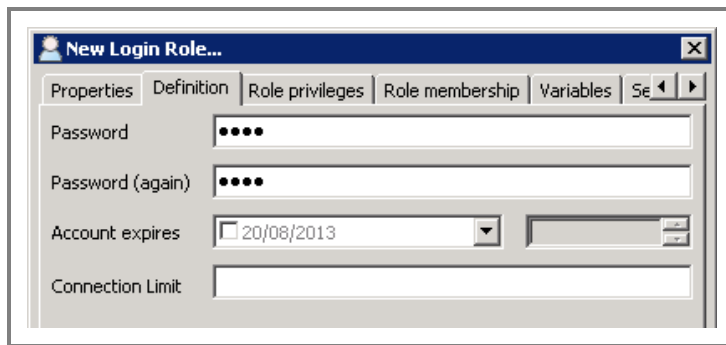 New Login Role...
Properties Definition Role privileges Role membership Variables Se
Password ••••
Password (again) ••••
Account expires 20/08/2013
Connection Limit